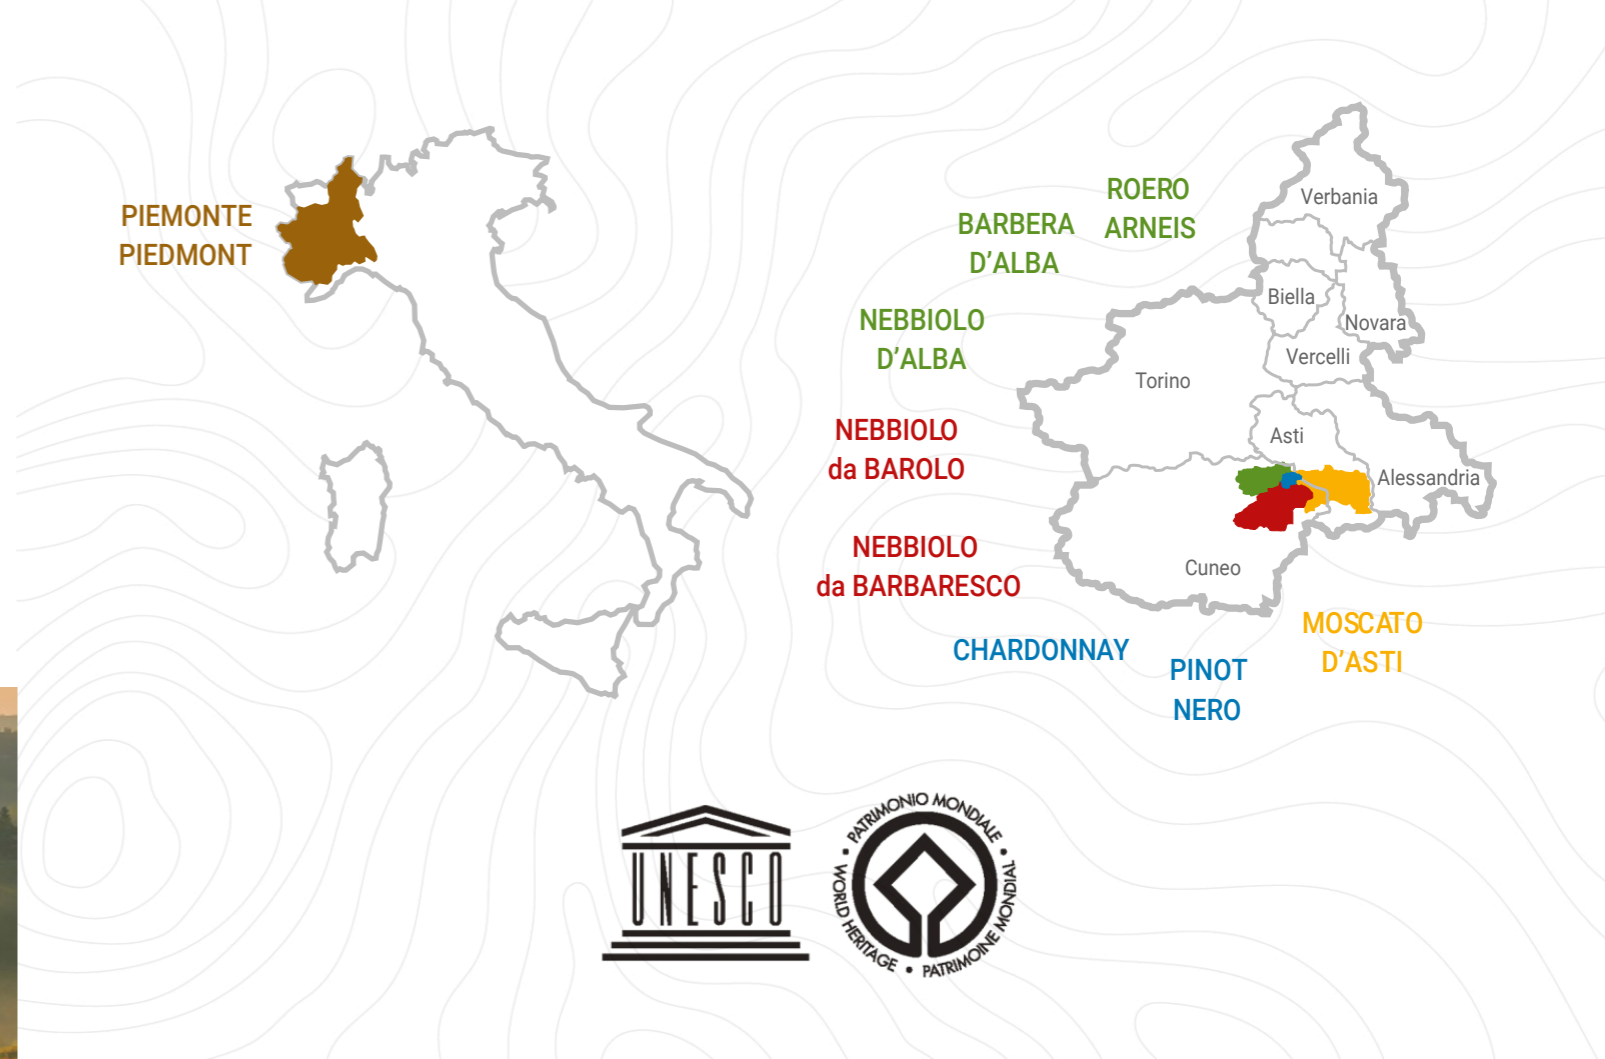 PIEMONTE
PIEDMONT
ROERO
ARNEIS
BARBERA
D’ALBA
NEBBIOLO
D’ALBA
NEBBIOLO
da BAROLO
NEBBIOLO
da BARBARESCO
CHARDONNAY
PINOT
NERO
MOSCATO
D’ASTI
Verbania
Biella
Novara
Vercelli
Torino
Asti
Alessandria
Cuneo
UNESCO
• PATRIMONIO MONDIALE •
WORLD HERITAGE • PATRIMOINE MONDIAL